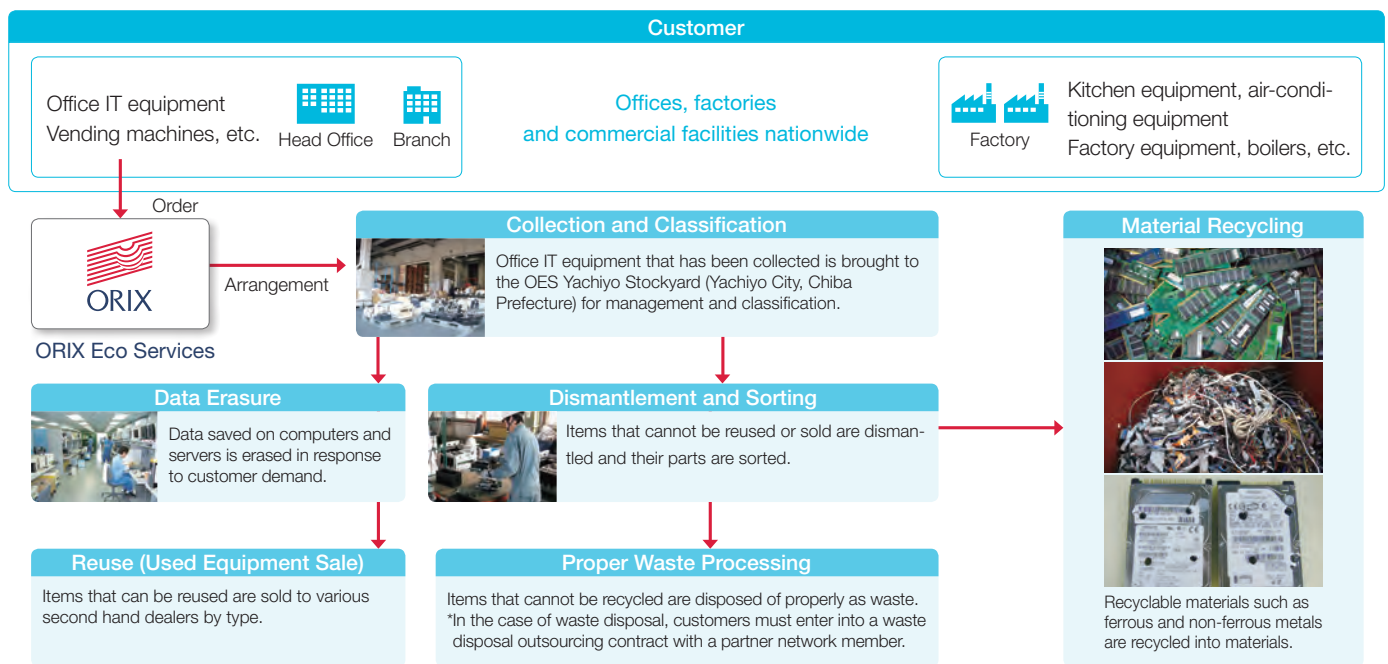 Customer
Office IT equipment
Vending machines, etc.
Head Office
Branch
Offices, factories
and commercial facilities nationwide
Factory
Kitchen equipment, air-condi-
tioning equipment
Factory equipment, boilers, etc.
Order
ORIX
Arrangement
ORIX Eco Services
Collection and Classification
Office IT equipment that has been collected is brought to
the OES Yachiyo Stockyard (Yachiyo City, Chiba
Prefecture) for management and classification.
Data Erasure
Data saved on computers and
servers is erased in response
to customer demand.
Dismantlement and Sorting
Items that cannot be reused or sold are disman-
tled and their parts are sorted.
Reuse (Used Equipment Sale)
Items that can be reused are sold to various
second hand dealers by type.
Proper Waste Processing
Items that cannot be recycled are disposed of properly as waste.
*In the case of waste disposal, customers must enter into a waste
disposal outsourcing contract with a partner network member.
Material Recycling
Recyclable materials such as
ferrous and non-ferrous metals
are recycled into materials.